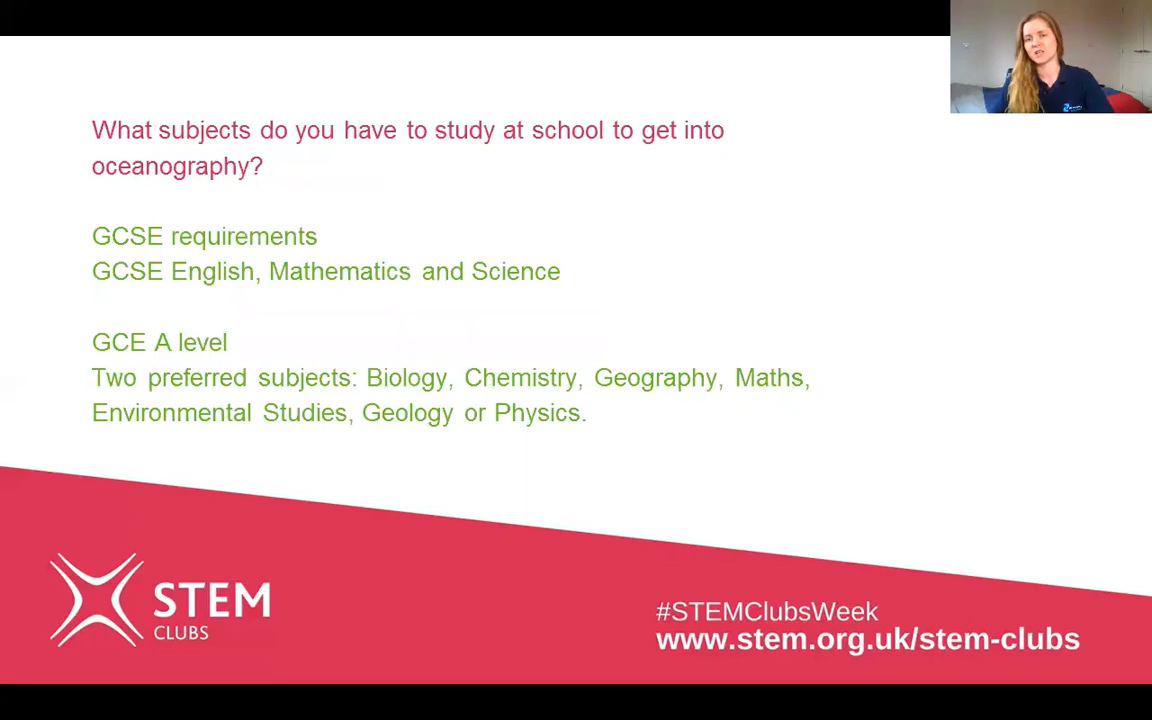 What subjects do you have to study at school to get into
oceanography?
GCSE requirements
GCSE English, Mathematics and Science
GCE A level
Two preferred subjects: Biology, Chemistry, Geography, Maths,
Environmental Studies, Geology or Physics.
STEM
CLUBS
#STEMClubsWeek
www.stem.org.uk/stem-clubs